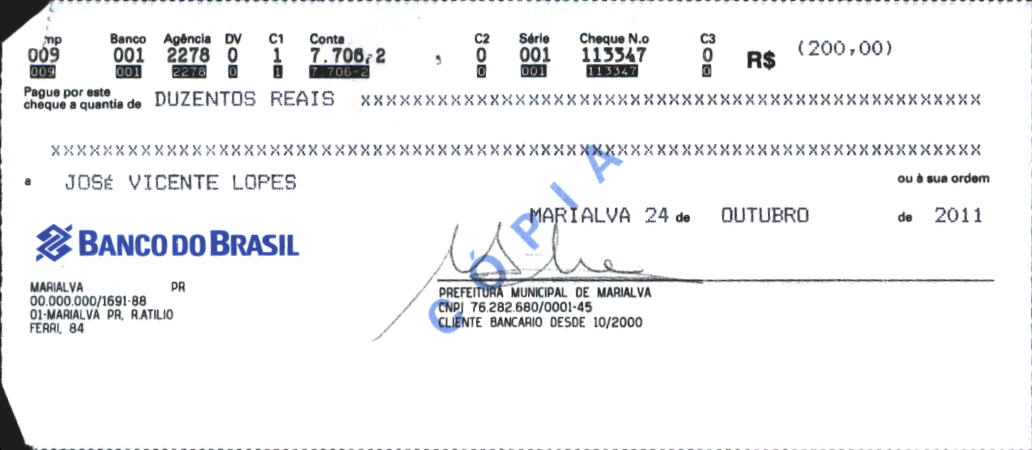 mp Banco Agência DV C1 Conta C2 Série Cheque N.o C3
009 001 2278 0 1 7.706-2 0 001 113347 0 R$ (200,00)
009 001 2278 0 1 7.706-2 0 001 113347 0
Pague por este
cheque a quantia de DUZENTOS REAIS XXXXXXXXXXXXXXXXXXXXXXXXXXXXXXXXXXXXXXXXXXXXXXXX
XXXXXXXXXXXXXXXXXXXXXXXXXXXXXXXXXXXXXXXXXXXXXXXXXXXXXXXXXXXXXXXXXXXXXXXX
a JOSÉ VICENTE LOPES ou à sua ordem
MARIALVA 24 de OUTUBRO de 2011
BANCO DO BRASIL
CÓPIA
MARIALVA PR
00.000.000/1691-88
01-MARIALVA PR, R.ATILIO
FERRI, 84
PREFEITURA MUNICIPAL DE MARIALVA
CNPJ 76.282.680/0001-45
CLIENTE BANCARIO DESDE 10/2000